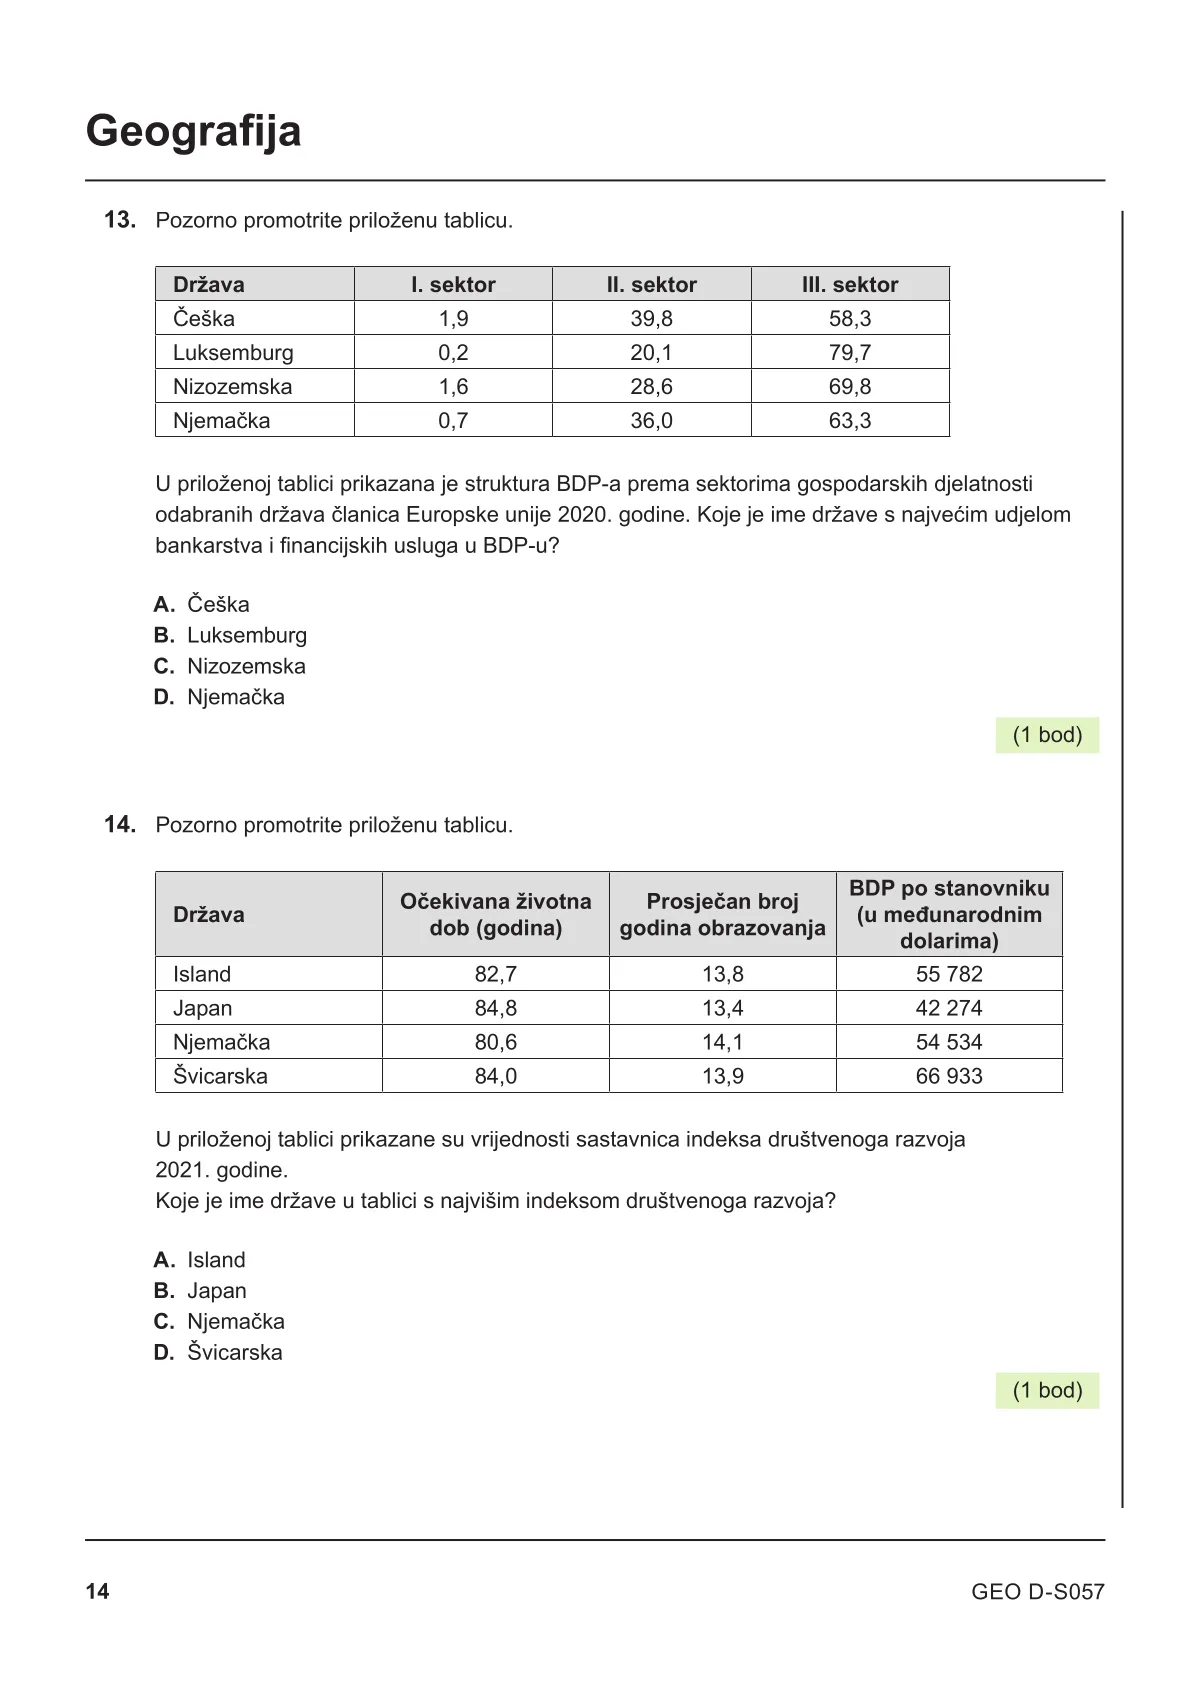 Geografija
13. Pozorno promotrite priloženu tablicu.
Država I. sektor II. sektor III. sektor
Češka 1,9 39,8 58,3
Luksemburg 0,2 20,1 79,7
Nizozemska 1,6 28,6 69,8
Njemačka 0,7 36,0 63,3
U priloženoj tablici prikazana je struktura BDP-a prema sektorima gospodarskih djelatnosti
odabranih država članica Europske unije 2020. godine. Koje je ime države s najvećim udjelom
bankarstva i financijskih usluga u BDP-u?
A. Češka
B. Luksemburg
C. Nizozemska
D. Njemačka
(1 bod)
14. Pozorno promotrite priloženu tablicu.
Država Očekivana životna dob (godina) Prosječan broj godina obrazovanja BDP po stanovniku (u međunarodnim dolarima)
Island 82,7 13,8 55 782
Japan 84,8 13,4 42 274
Njemačka 80,6 14,1 54 534
Švicarska 84,0 13,9 66 933
U priloženoj tablici prikazane su vrijednosti sastavnica indeksa društvenoga razvoja
2021. godine.
Koje je ime države u tablici s najvišim indeksom društvenoga razvoja?
A. Island
B. Japan
C. Njemačka
D. Švicarska
(1 bod)
14 GEO D-S057